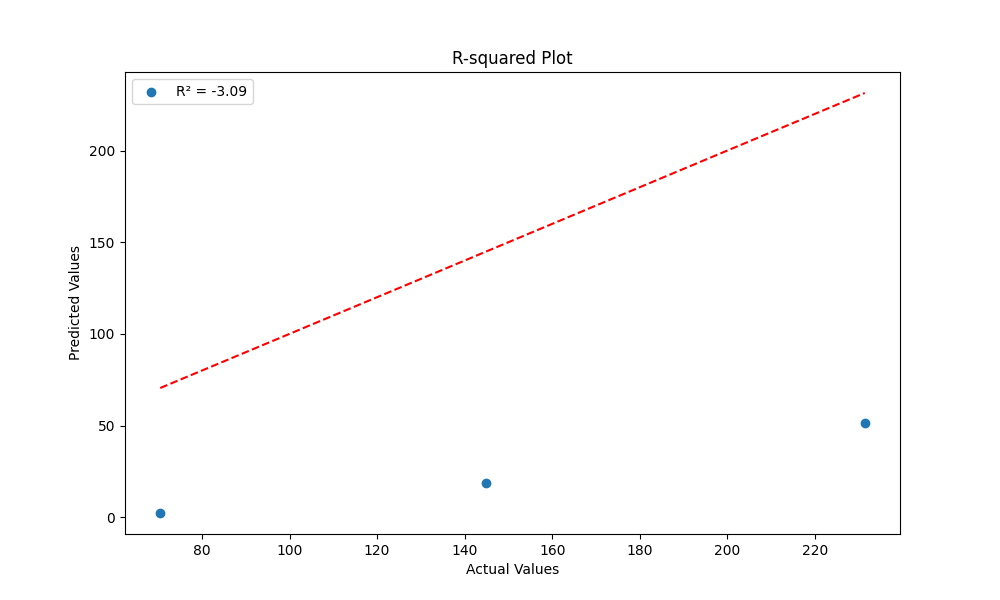 R-squared Plot
R² = -3.09
200
150
100
50
0
Predicted Values
80 100 120 140 160 180 200 220
Actual Values